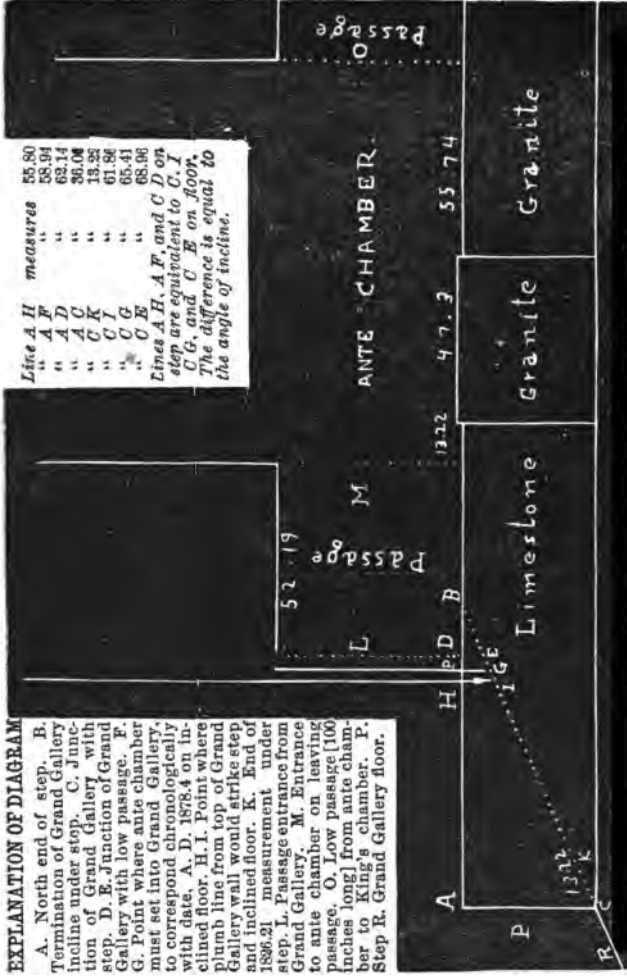 EXPLANATION OF DIAGRAM
A. North end of step. B.
Termination of Grand Gallery
incline under step. C. Junc-
tion of Grand Gallery with
step. D. E. Junction of Grand
Gallery with low passage. F.
G. Point where ante chamber
must set into Grand Gallery,
to correspond chronologically
with date, A. D. 1878.4 on in-
clined floor. H. I. Point where
plumb line from top of Grand
Gallery wall would strike step
and inclined floor. K. End of
1826.21 measurement under
step. L. Passage entrance from
Grand Gallery. M. Entrance
to ante chamber on leaving
passage. O. Low passage [100
inches long] from ante cham-
ber to King's chamber. P.
Step R. Grand Gallery floor.
Line A H measures 55.80
" A F " 58.94
" A D " 62.14
" A C " 36.00
" C K " 13.22
" C I " 61.86
" C G " 65.41
" C E " 68.96
Lines A H, A F, and C D on
step are equivalent to C. I
C G, and C E on floor.
The difference is equal to
the angle of incline.
52.19
Passage
L
M
ANTE CHAMBER
Passage
O
A
H
P
D
B
13.22
47.3
55.74
I
G
E
Limestone
Granite
Granite
P
13.22
K
C
R